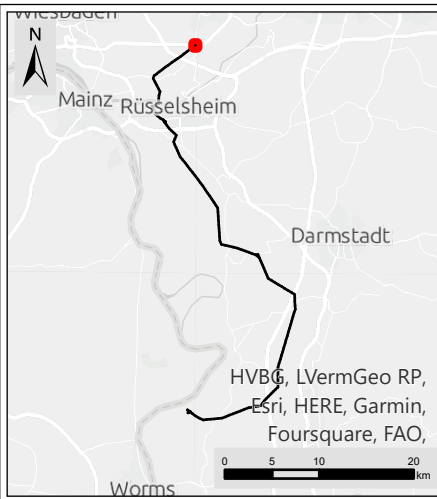 Wiesbaden
N
Mainz
Rüsselsheim
Darmstadt
HVBG, LVermGeo RP,
Esri, HERE, Garmin,
Foursquare, FAO,
0 5 10 20
km
Worms